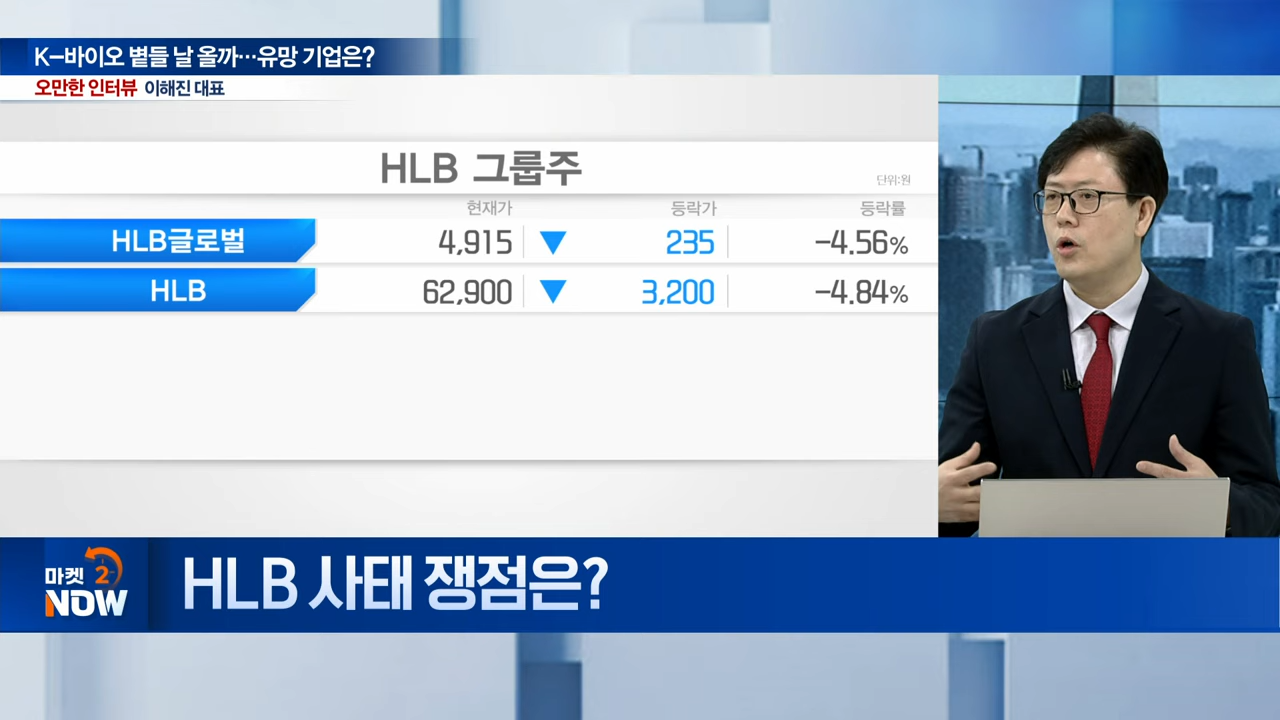 K-바이오 볕들 날 올까…유망 기업은?
오만한 인터뷰 이해진 대표
HLB 그룹주
단위:원
현재가 등락가 등락률
HLB글로벌 4,915 ▼ 235 -4.56%
HLB 62,900 ▼ 3,200 -4.84%
마켓 2
NOW
HLB 사태 쟁점은?